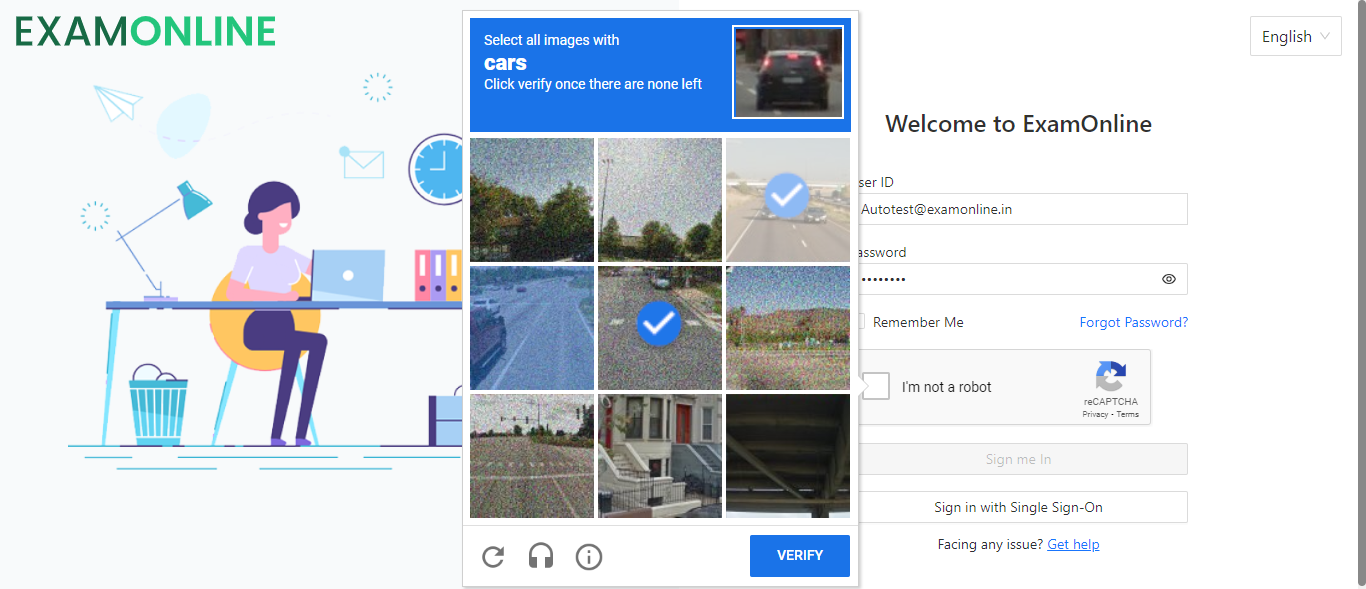 EXAMONLINE
Select all images with
cars
Click verify once there are none left
VERIFY
English
Welcome to ExamOnline
ser ID
Autotest@examonline.in
assword
Remember Me
Forgot Password?
I'm not a robot
reCAPTCHA
Privacy - Terms
Sign me In
Sign in with Single Sign-On
Facing any issue? Get help